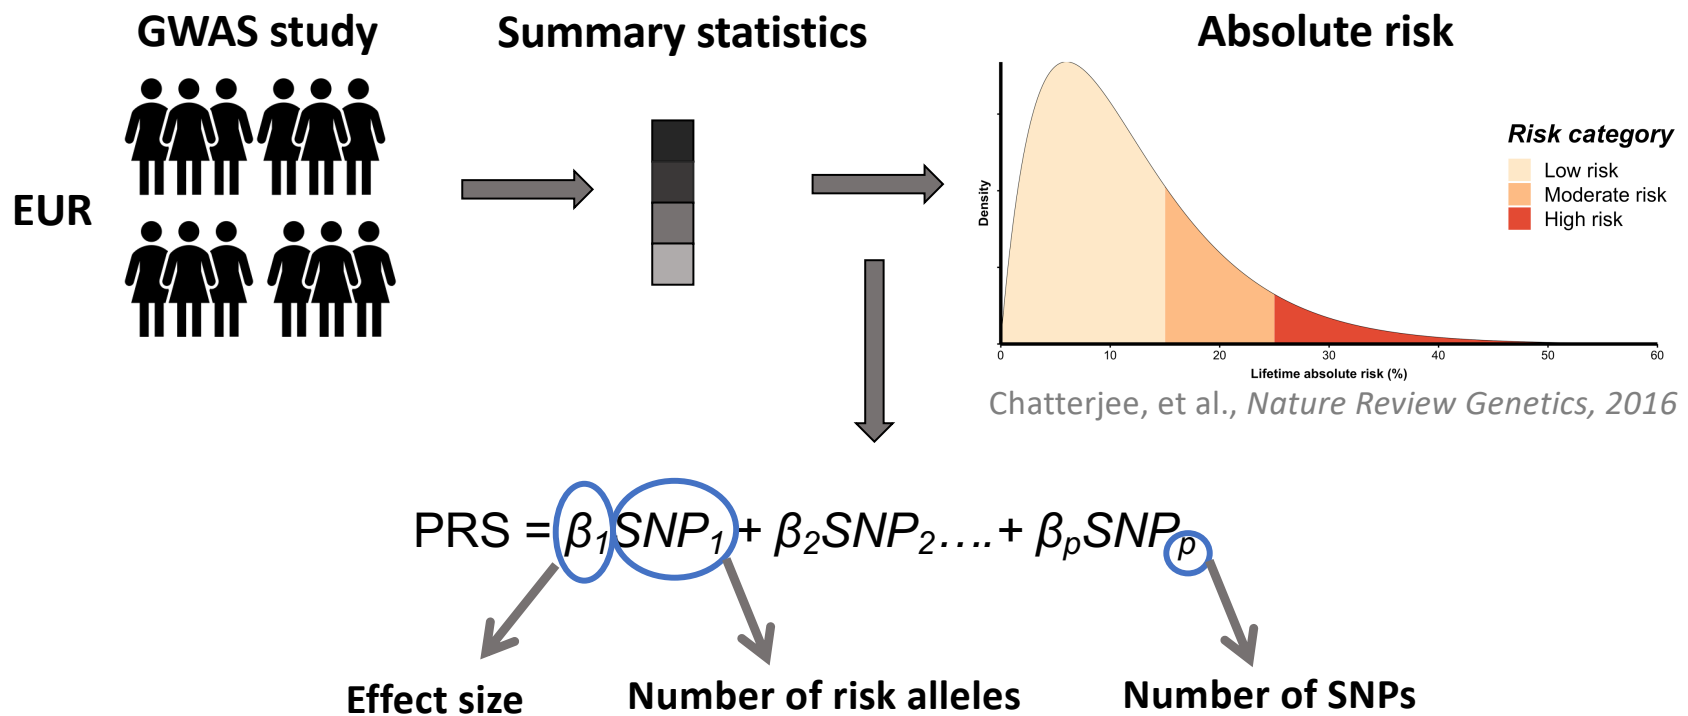 GWAS study
Summary statistics
Absolute risk
EUR
Density
Risk category
Low risk
Moderate risk
High risk
0 10 20 30 40 50 60
Lifetime absolute risk (%)
Chatterjee, et al., Nature Review Genetics, 2016
PRS = β₁SNP₁ + β₂SNP₂.... + βₚSNPₚ
Effect size
Number of risk alleles
Number of SNPs